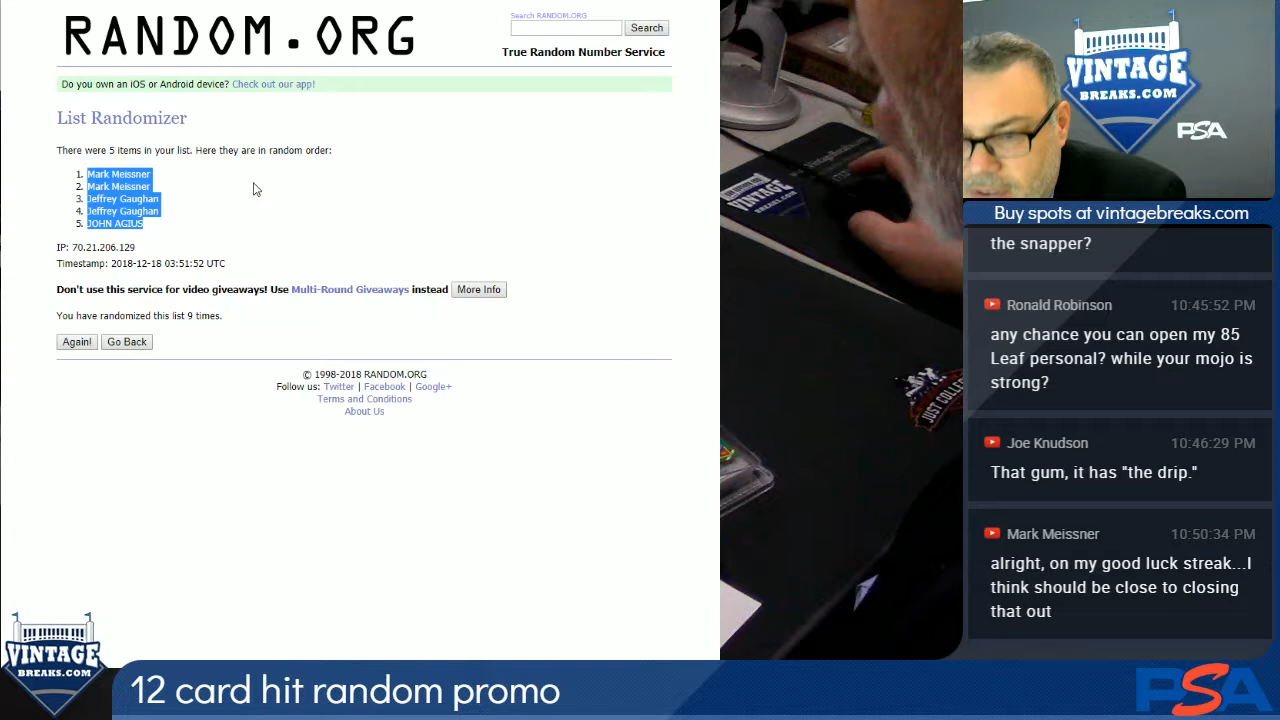 RANDOM.ORG
Search RANDOM.ORG
Search
True Random Number Service
Do you own an iOS or Android device? Check out our app!
List Randomizer
There were 5 items in your list. Here they are in random order:
1. Mark Meissner
2. Mark Meissner
3. Jeffrey Gaughan
4. Jeffrey Gaughan
5. JOHN AGIUS
IP: 70.21.206.129
Timestamp: 2018-12-18 03:51:52 UTC
Don't use this service for video giveaways! Use Multi-Round Giveaways instead More Info
You have randomized this list 9 times.
Again! Go Back
© 1998-2018 RANDOM.ORG
Follow us: Twitter | Facebook | Google+
Terms and Conditions
About Us
VINTAGE
BREAKS.COM
JUST COLLE
VINTAGE
BREAKS.COM
PSA
Buy spots at vintagebreaks.com
the snapper?
Ronald Robinson 10:45:52 PM
any chance you can open my 85
Leaf personal? while your mojo is
strong?
Joe Knudson 10:46:29 PM
That gum, it has "the drip."
Mark Meissner 10:50:34 PM
alright, on my good luck streak...I
think should be close to closing
that out
VINTAGE
BREAKS.COM
12 card hit random promo
PSA